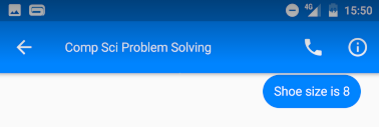 4G 15:50
Comp Sci Problem Solving
Shoe size is 8